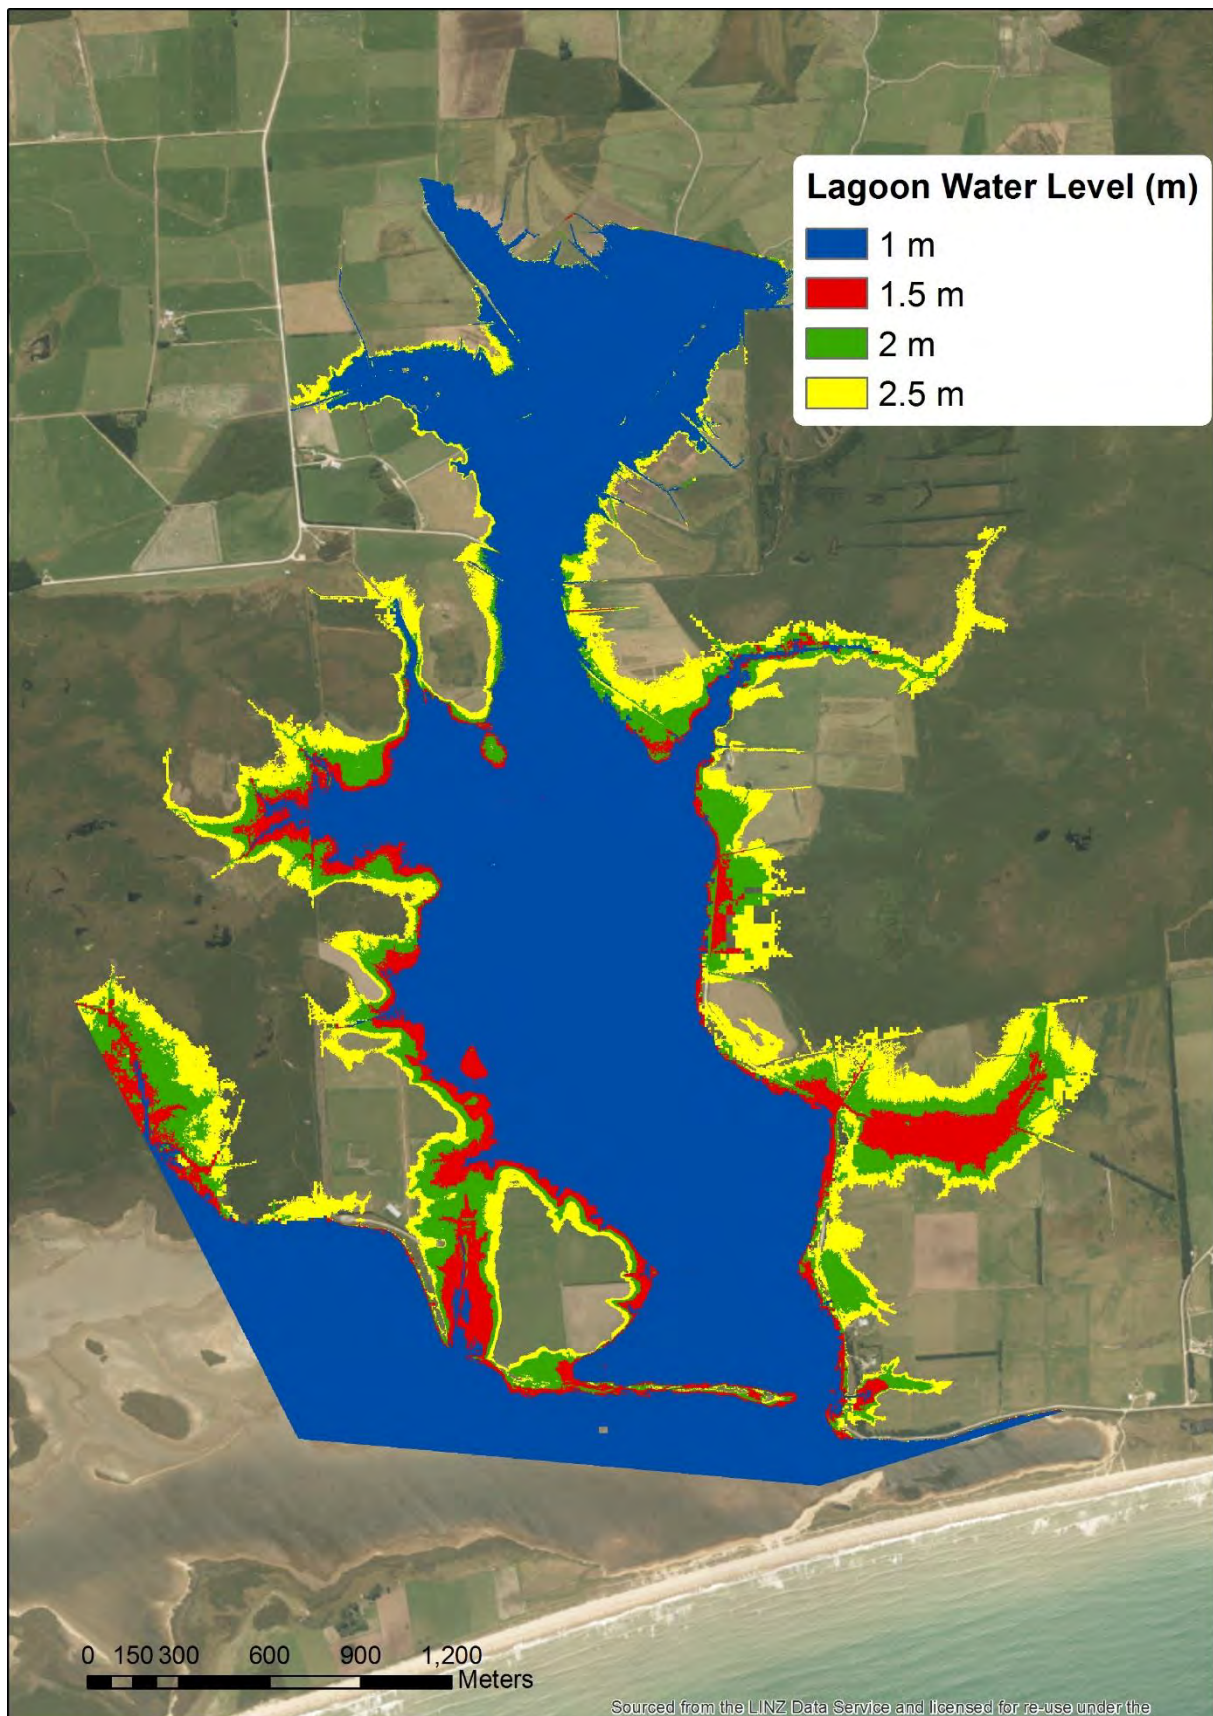 Lagoon Water Level (m)
1 m
1.5 m
2 m
2.5 m
0 150 300 600 900 1,200
Meters
Sourced from the LINZ Data Service and licensed for re-use under the